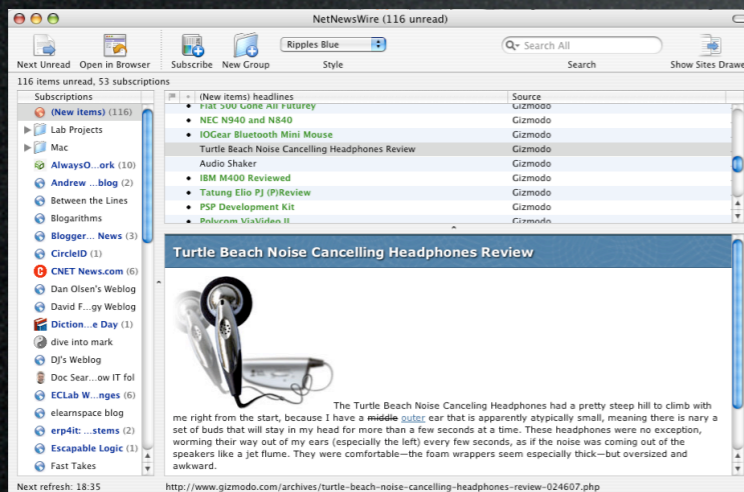 NetNewsWire (116 unread)
Next Unread
Open in Browser
Subscribe
New Group
Ripples Blue
Style
Search All
Search
Show Sites Drawe
116 items unread, 53 subscriptions
Subscriptions
(New items) (116)
Lab Projects
Mac
AlwaysO...ork (10)
Andrew ...blog (2)
Between the Lines
Blogarithms
Blogger... News (3)
CircleID (1)
CNET News.com (6)
Dan Olsen's Weblog
David F...gy Weblog
Diction...e Day (1)
dive into mark
DJ's Weblog
Doc Sear...ow IT fol
ECLab W...nges (6)
elearnspace blog
erp4it: ...stems (2)
Escapable Logic (1)
Fast Takes
Next refresh: 18:35
(New items) headlines Source
Fiat 500 Gone All Futurey Gizmodo
NEC N940 and N840 Gizmodo
IOGear Bluetooth Mini Mouse Gizmodo
Turtle Beach Noise Cancelling Headphones Review Gizmodo
Audio Shaker Gizmodo
IBM M400 Reviewed Gizmodo
Tatung Elio PJ (P)Review Gizmodo
PSP Development Kit Gizmodo
Polycom ViaVideo II Gizmodo
Turtle Beach Noise Cancelling Headphones Review
The Turtle Beach Noise Canceling Headphones had a pretty steep hill to climb with
me right from the start, because I have a middle outer ear that is apparently atypically small, meaning there is nary a
set of buds that will stay in my head for more than a few seconds at a time. These headphones were no exception,
worming their way out of my ears (especially the left) every few seconds, as if the noise was coming out of the
speakers like a jet flume. They were comfortable—the foam wrappers seem especially thick—but oversized and
awkward.
http://www.gizmodo.com/archives/turtle-beach-noise-cancelling-headphones-review-024607.php